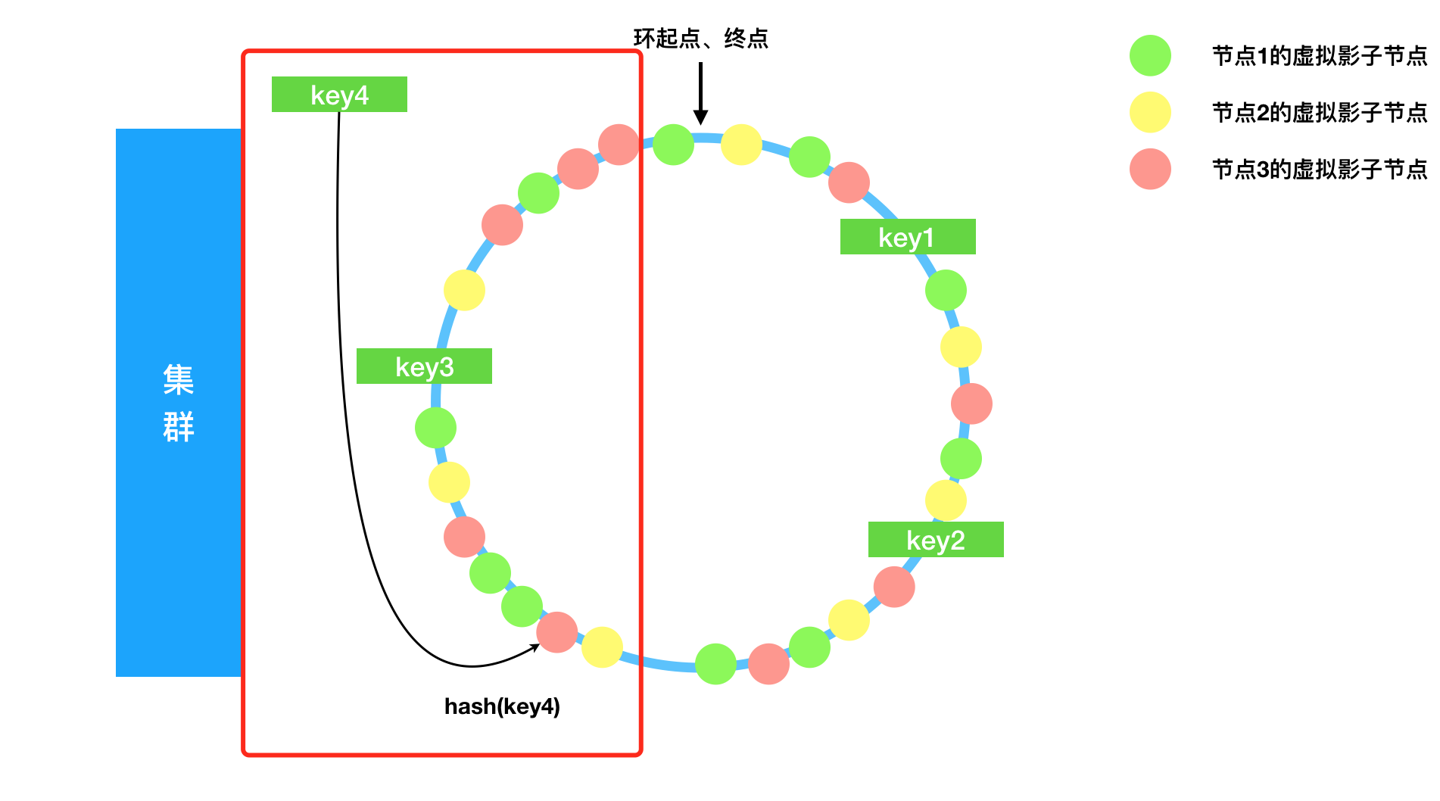 环起点、终点
节点1的虚拟影子节点
节点2的虚拟影子节点
节点3的虚拟影子节点
key4
key1
key3
集
群
key2
hash(key4)